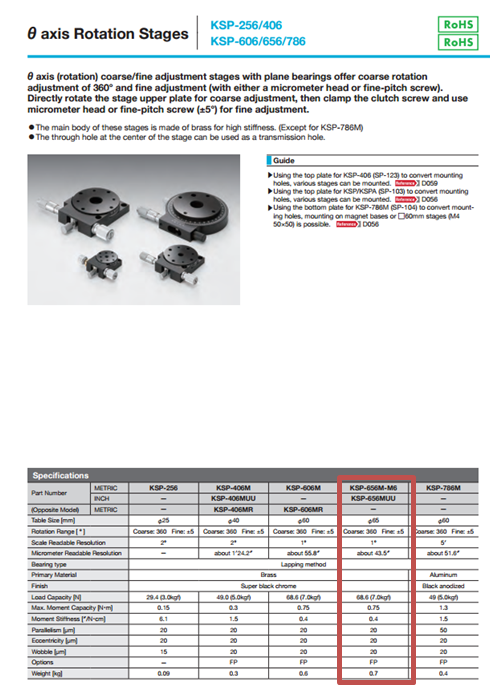 θ axis Rotation Stages
KSP-256/406
KSP-606/656/786
RoHS
RoHS
θ axis (rotation) coarse/fine adjustment stages with plane bearings offer coarse rotation
adjustment of 360° and fine adjustment (with either a micrometer head or fine-pitch screw).
Directly rotate the stage upper plate for coarse adjustment, then clamp the clutch screw and use
micrometer head or fine-pitch screw (±5°) for fine adjustment.
●The main body of these stages is made of brass for high stiffness. (Except for KSP-786M)
●The through hole at the center of the stage can be used as a transmission hole.
Guide
▶Using the top plate for KSP-406 (SP-123) to convert mounting
holes, various stages can be mounted. Reference D059
▶Using the top plate for KSP/KSPA (SP-103) to convert mounting
holes, various stages can be mounted. Reference D056
▶Using the bottom plate for KSP-786M (SP-104) to convert mount-
ing holes, mounting on magnet bases or □60mm stages (M4
50×50) is possible. Reference D056
Specifications
Part Number METRIC KSP-256 KSP-406M KSP-606M KSP-656M-M6 KSP-786M
INCH – KSP-406MUU – KSP-656MUU –
(Opposite Model) METRIC – KSP-406MR KSP-606MR – –
Table Size [mm] φ25 φ40 φ60 φ65 φ60
Rotation Range [°] Coarse: 360 Fine: ±5 Coarse: 360 Fine: ±5 Coarse: 360 Fine: ±5 Coarse: 360 Fine: ±5 Coarse: 360 Fine: ±5
Scale Readable Resolution 2° 2° 1° 1° 5'
Micrometer Readable Resolution – about 1'24.2″ about 55.8″ about 43.5″ about 51.6″
Bearing type Lapping method
Primary Material Brass Aluminum
Finish Super black chrome Black anodized
Load Capacity [N] 29.4 (3.0kgf) 49.0 (5.0kgf) 68.6 (7.0kgf) 68.6 (7.0kgf) 49 (5.0kgf)
Max. Moment Capacity [N·m] 0.15 0.3 0.75 0.75 1.3
Moment Stiffness [″/N·cm] 6.1 1.5 0.4 0.4 1.5
Parallelism [μm] 20 20 20 20 50
Eccentricity [μm] 20 20 20 20 20
Wobble [μm] 15 20 20 20 20
Options – FP FP FP FP
Weight [kg] 0.09 0.3 0.6 0.7 0.4